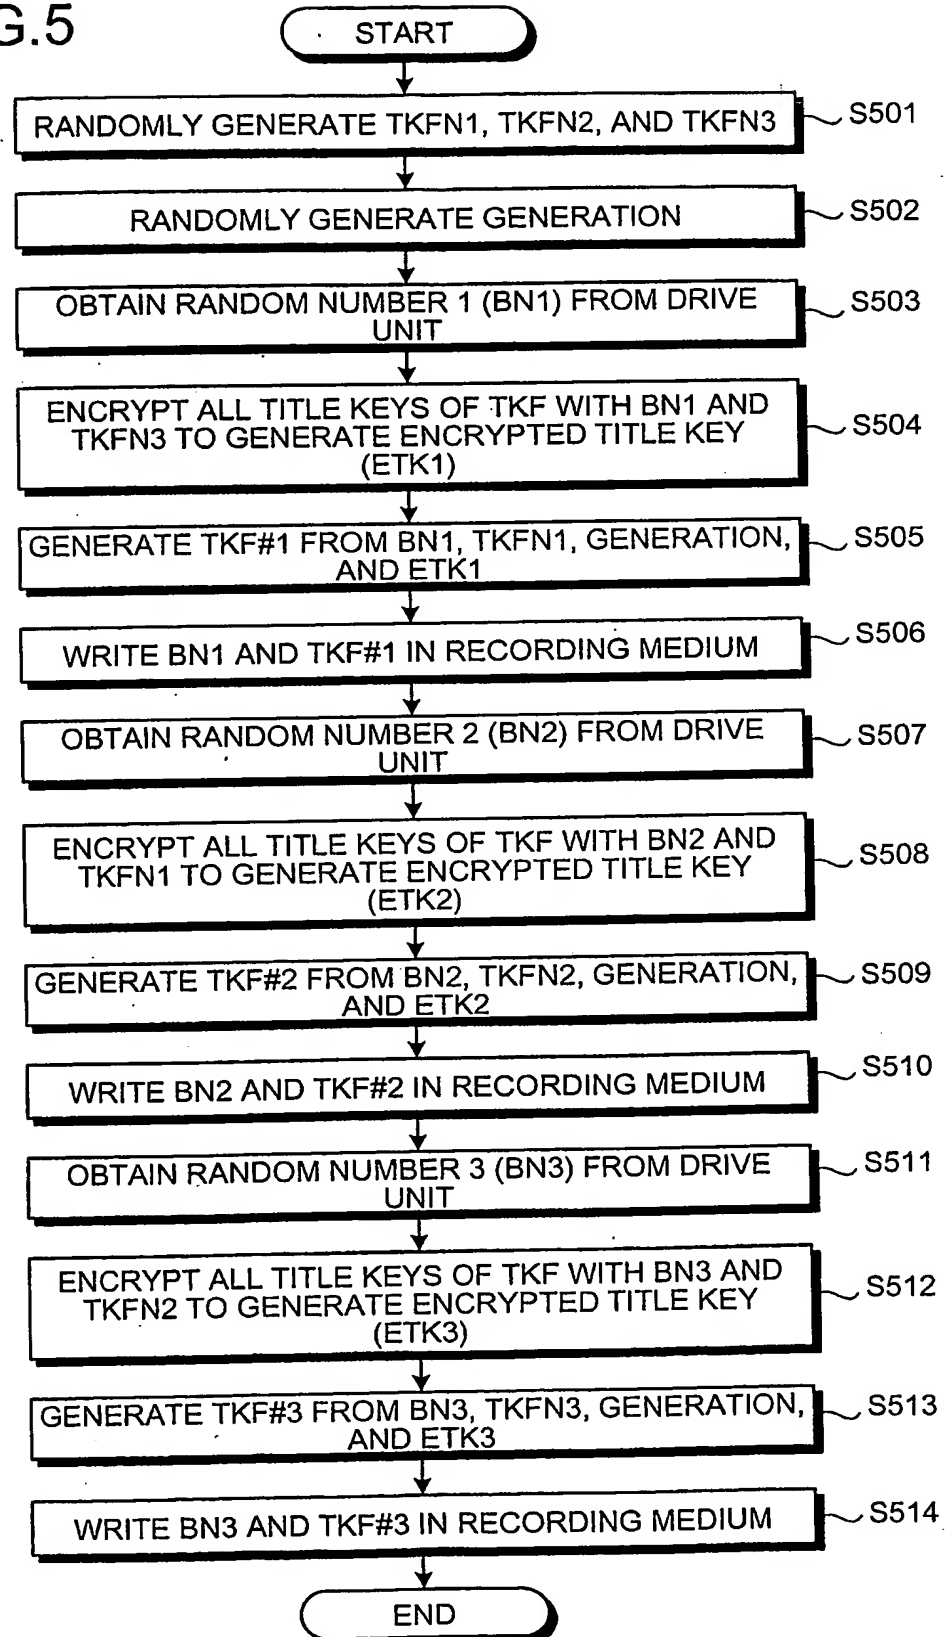 G.5
START
RANDOMLY GENERATE TKFN1, TKFN2, AND TKFN3
S501
RANDOMLY GENERATE GENERATION
S502
OBTAIN RANDOM NUMBER 1 (BN1) FROM DRIVE
UNIT
S503
ENCRYPT ALL TITLE KEYS OF TKF WITH BN1 AND
TKFN3 TO GENERATE ENCRYPTED TITLE KEY
(ETK1)
S504
GENERATE TKF#1 FROM BN1, TKFN1, GENERATION,
AND ETK1
S505
WRITE BN1 AND TKF#1 IN RECORDING MEDIUM
S506
OBTAIN RANDOM NUMBER 2 (BN2) FROM DRIVE
UNIT
S507
ENCRYPT ALL TITLE KEYS OF TKF WITH BN2 AND
TKFN1 TO GENERATE ENCRYPTED TITLE KEY
(ETK2)
S508
GENERATE TKF#2 FROM BN2, TKFN2, GENERATION,
AND ETK2
S509
WRITE BN2 AND TKF#2 IN RECORDING MEDIUM
S510
OBTAIN RANDOM NUMBER 3 (BN3) FROM DRIVE
UNIT
S511
ENCRYPT ALL TITLE KEYS OF TKF WITH BN3 AND
TKFN2 TO GENERATE ENCRYPTED TITLE KEY
(ETK3)
S512
GENERATE TKF#3 FROM BN3, TKFN3, GENERATION,
AND ETK3
S513
WRITE BN3 AND TKF#3 IN RECORDING MEDIUM
S514
END